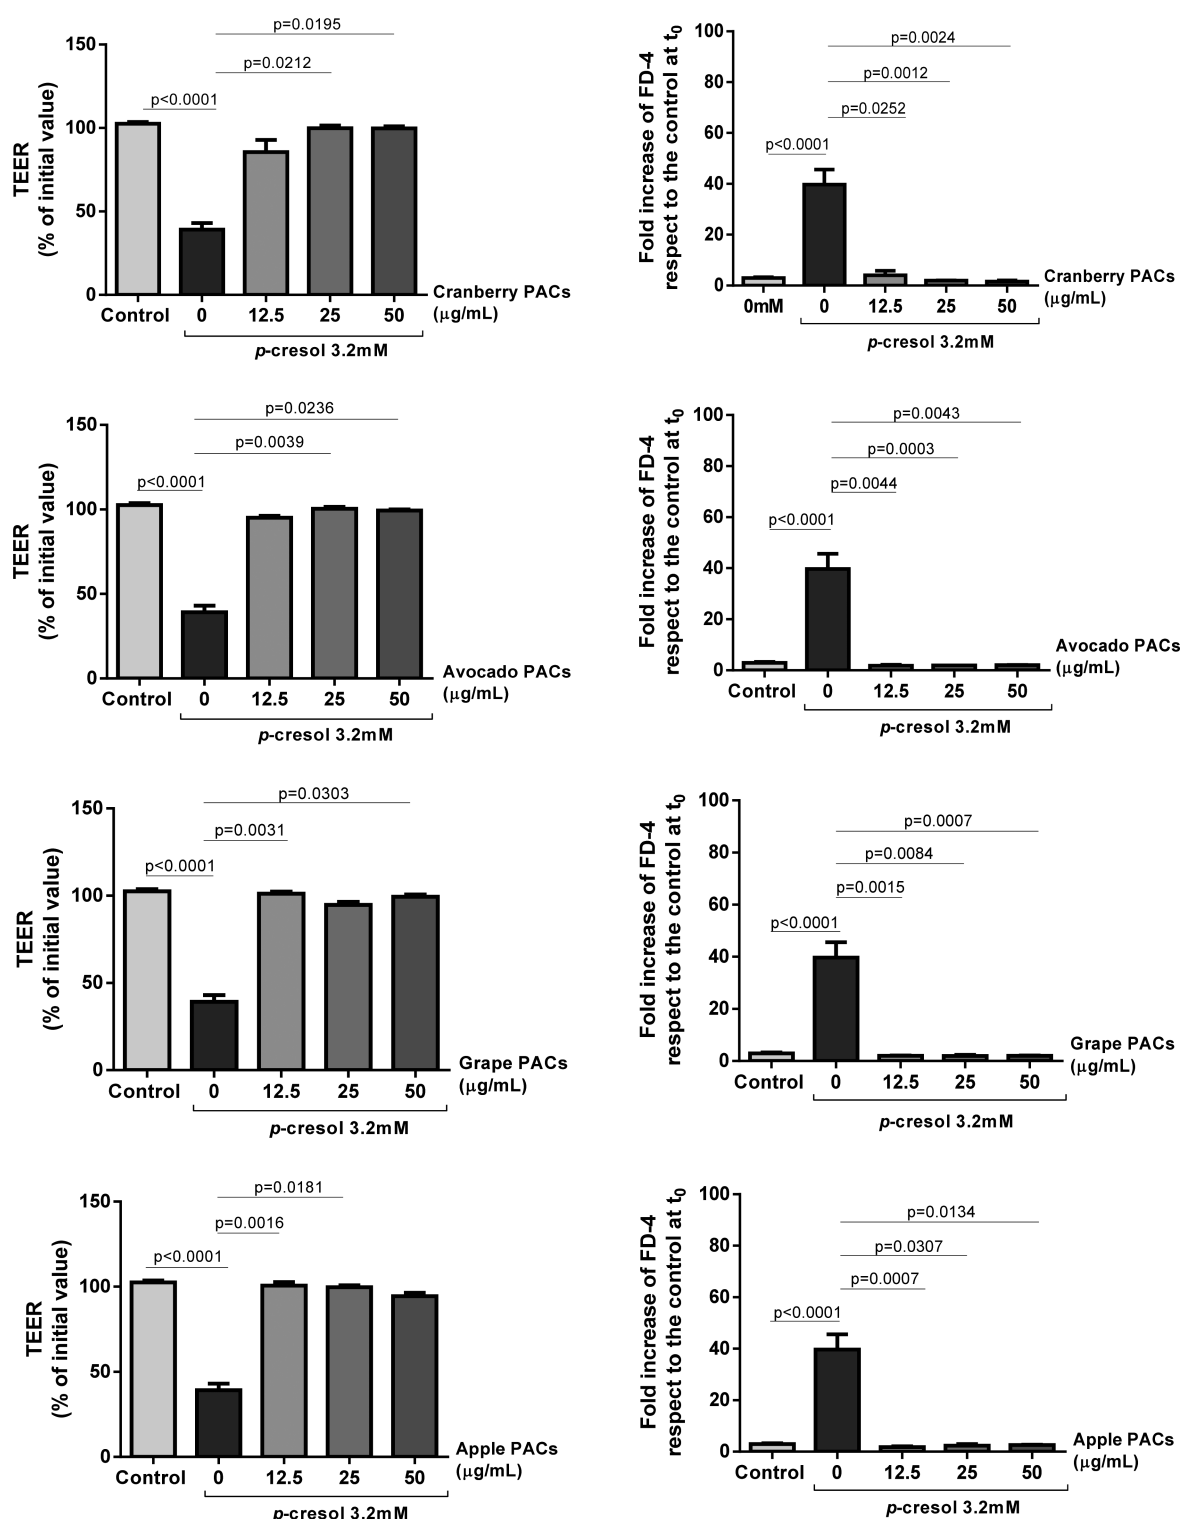 p=0.0195
p=0.0212
p<0.0001
TEER
(% of initial value)
150
100
50
0
Control 0 12.5 25 50
Cranberry PACs
(μg/mL)
p-cresol 3.2mM
p=0.0024
p=0.0012
p=0.0252
p<0.0001
Fold increase of FD-4
respect to the control at t0
100
80
60
40
20
0
0mM 0 12.5 25 50
Cranberry PACs
(μg/mL)
p-cresol 3.2mM
p=0.0236
p=0.0039
p<0.0001
TEER
(% of initial value)
150
100
50
0
Control 0 12.5 25 50
Avocado PACs
(μg/mL)
p-cresol 3.2mM
p=0.0043
p=0.0003
p=0.0044
p<0.0001
Fold increase of FD-4
respect to the control at t0
100
80
60
40
20
0
Control 0 12.5 25 50
Avocado PACs
(μg/mL)
p-cresol 3.2mM
p=0.0303
p=0.0031
p<0.0001
TEER
(% of initial value)
150
100
50
0
Control 0 12.5 25 50
Grape PACs
(μg/mL)
p-cresol 3.2mM
p=0.0007
p=0.0084
p=0.0015
p<0.0001
Fold increase of FD-4
respect to the control at t0
100
80
60
40
20
0
Control 0 12.5 25 50
Grape PACs
(μg/mL)
p-cresol 3.2mM
p=0.0181
p=0.0016
p<0.0001
TEER
(% of initial value)
150
100
50
0
Control 0 12.5 25 50
Apple PACs
(μg/mL)
p-cresol 3.2mM
p=0.0134
p=0.0307
p=0.0007
p<0.0001
Fold increase of FD-4
respect to the control at t0
100
80
60
40
20
0
Control 0 12.5 25 50
Apple PACs
(μg/mL)
p-cresol 3.2mM